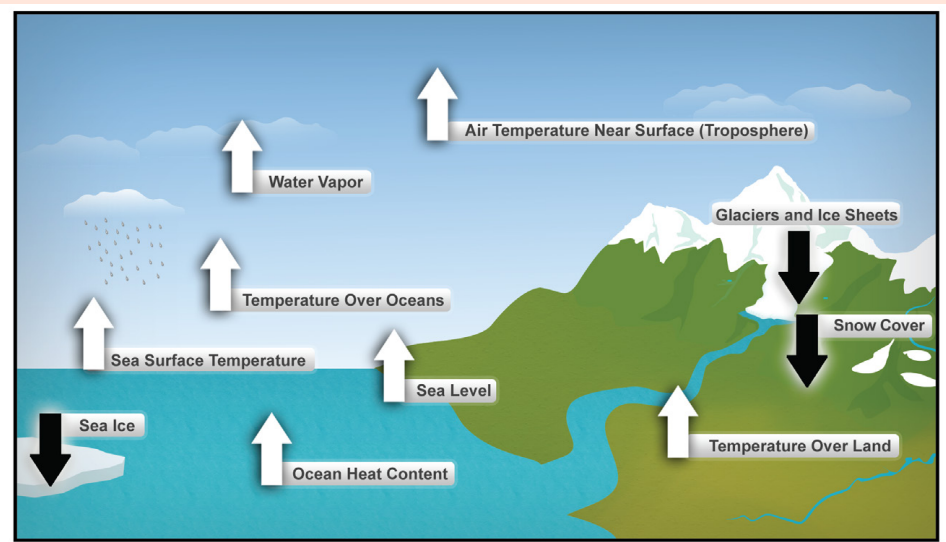 Air Temperature Near Surface (Troposphere)
Water Vapor
Glaciers and Ice Sheets
Temperature Over Oceans
Snow Cover
Sea Surface Temperature
Sea Level
Sea Ice
Temperature Over Land
Ocean Heat Content